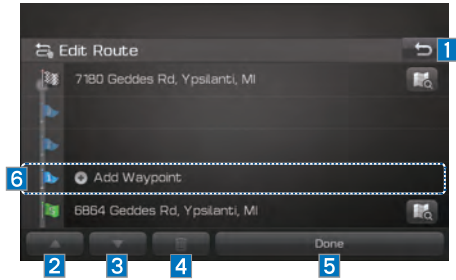 Edit Route
1
7180 Geddes Rd, Ypsilanti, MI
6
Add Waypoint
6864 Geddes Rd, Ypsilanti, MI
Done
2
3
4
5